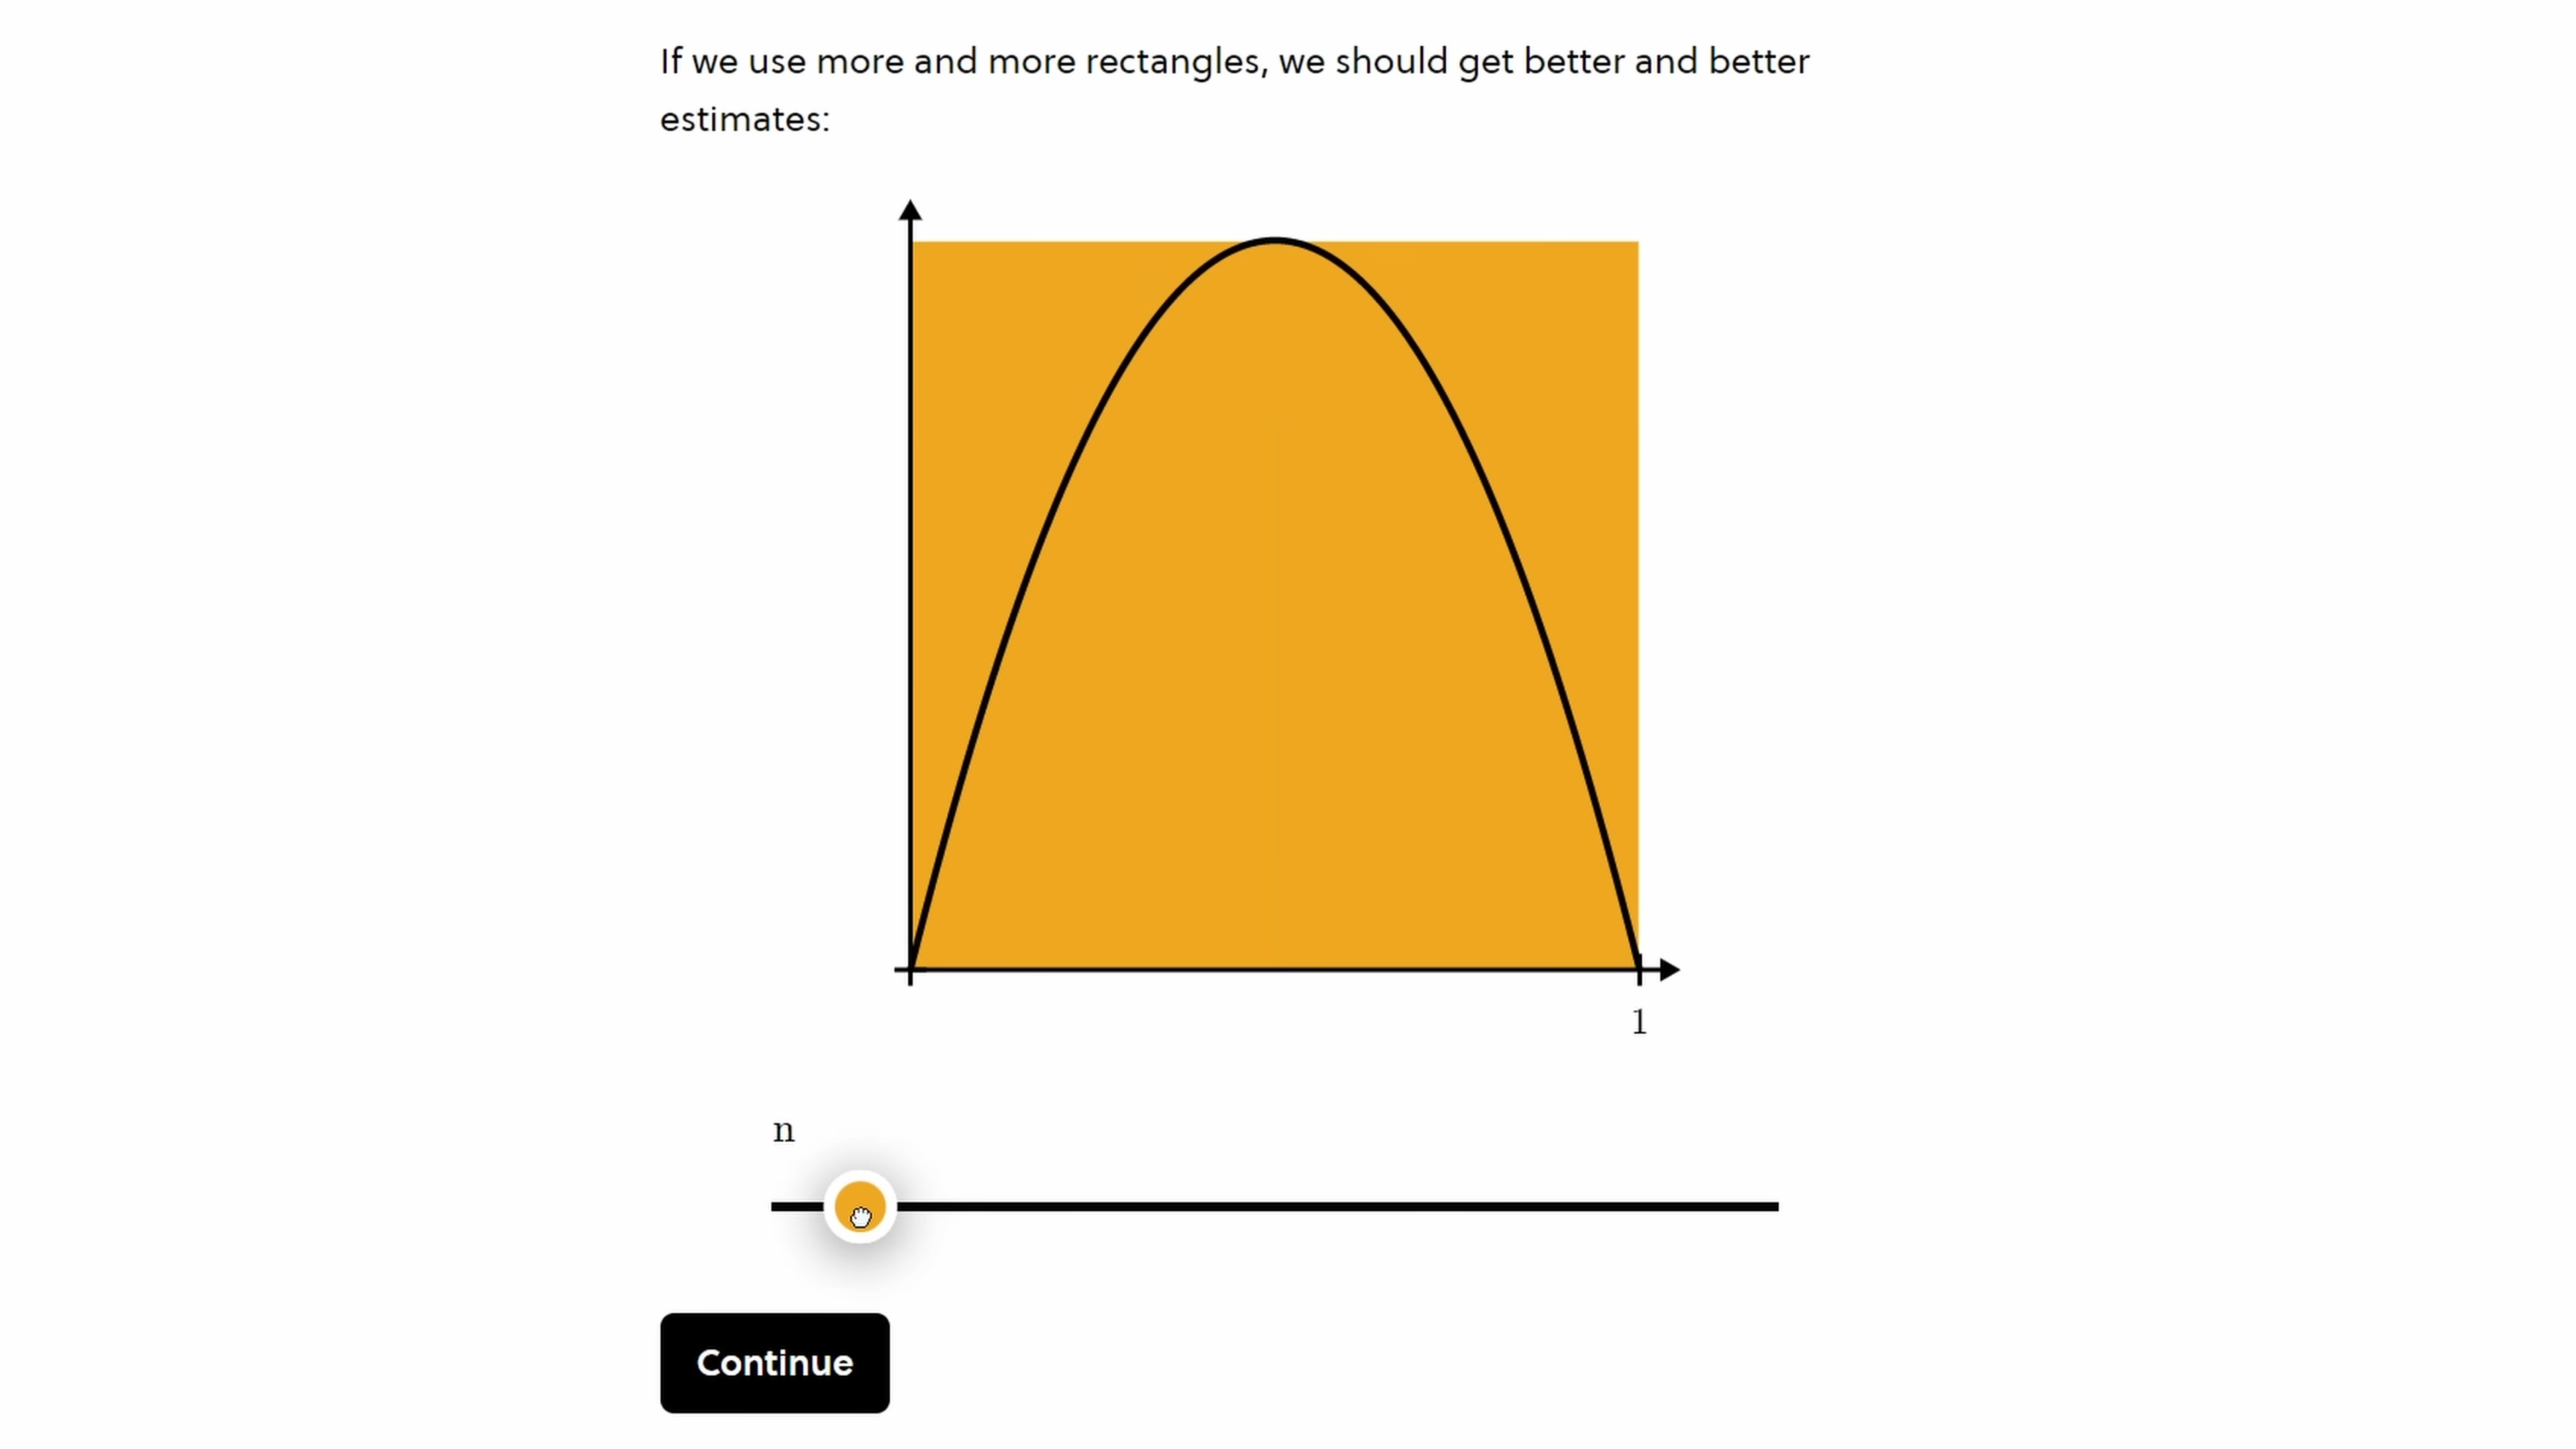 If we use more and more rectangles, we should get better and better
estimates:
1
n
Continue